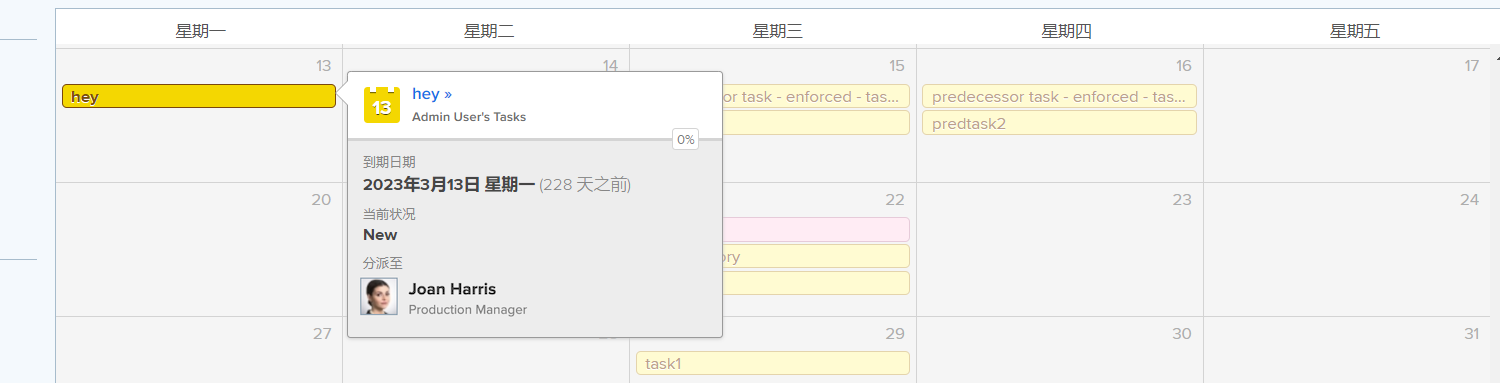 星期一 星期二 星期三 星期四 星期五
13 14 15 16 17
hey
13
hey »
Admin User's Tasks
0%
到期日期
2023年3月13日 星期一 (228 天之前)
当前状况
New
分派至
Joan Harris
Production Manager
or task - enforced - tas...
predecessor task - enforced - tas...
predtask2
20 22 23 24
ory
27 29 30 31
task1